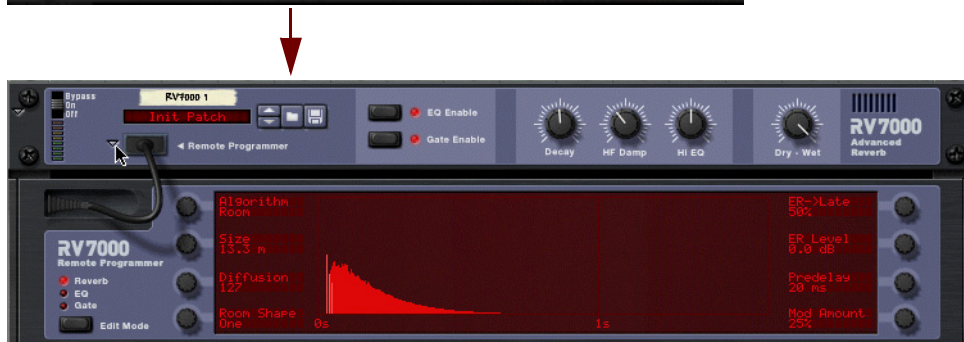 Bypass
On
Off
RV7000 1
Init Patch
EQ Enable
Gate Enable
◄ Remote Programmer
Decay
HF Damp
HI EQ
Dry - Wet
RV7000
Advanced
Reverb
RV7000
Remote Programmer
Reverb
EQ
Gate
Edit Mode
Algorithm
Room
Size
13.3 m
Diffusion
127
Room Shape
One
0s
1s
ER->Late
50%
ER Level
0.0 dB
Predelay
20 ms
Mod Amount
25%